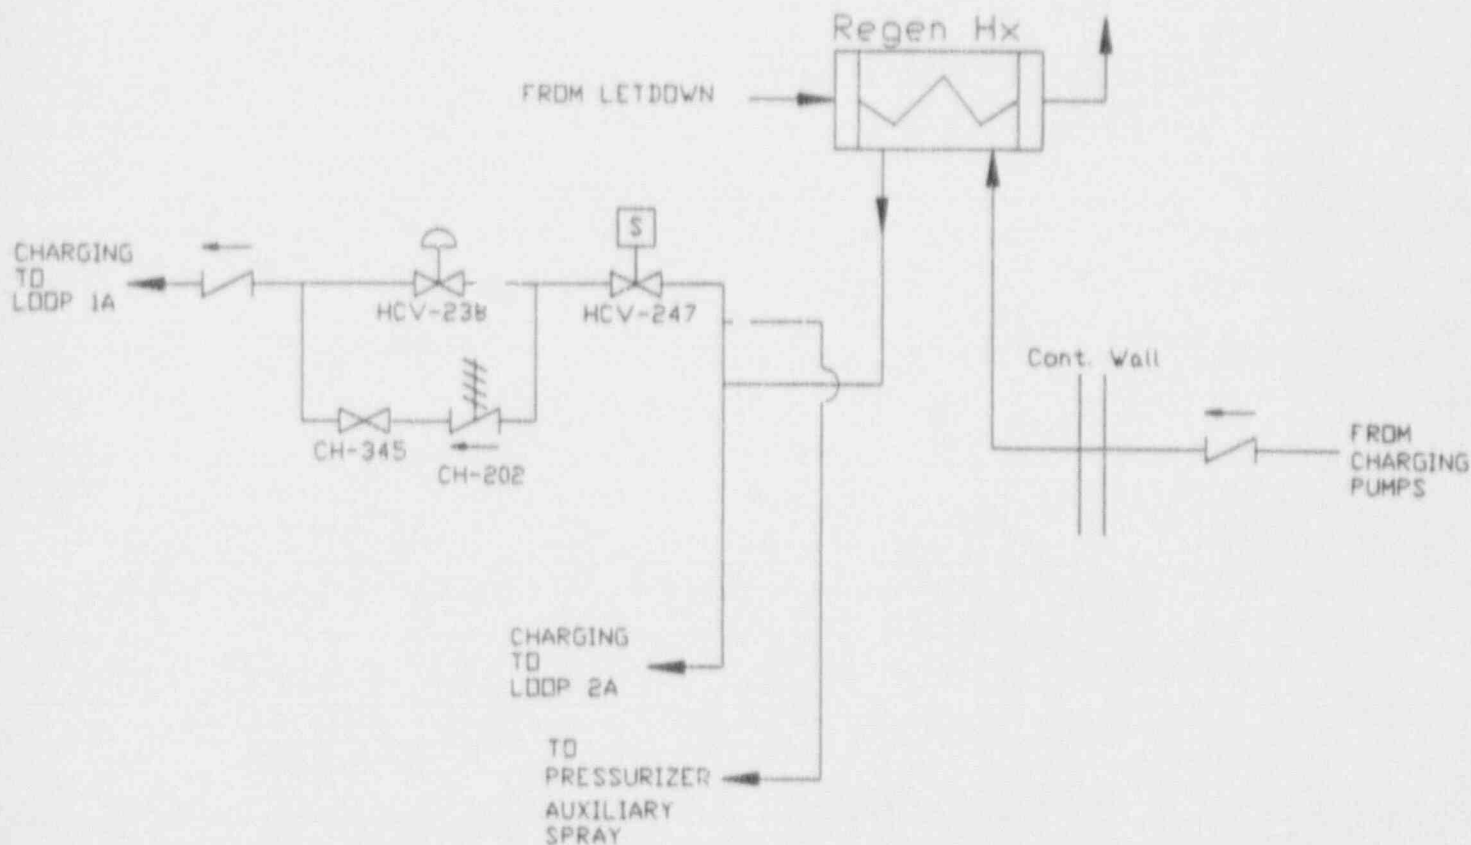 Regen Hx
FROM LETDOWN
S
CHARGING
TO
LOOP 1A
HCV-238
HCV-247
Cont. Wall
CH-345
CH-202
FROM
CHARGING
PUMPS
CHARGING
TO
LOOP 2A
TO
PRESSURIZER
AUXILIARY
SPRAY